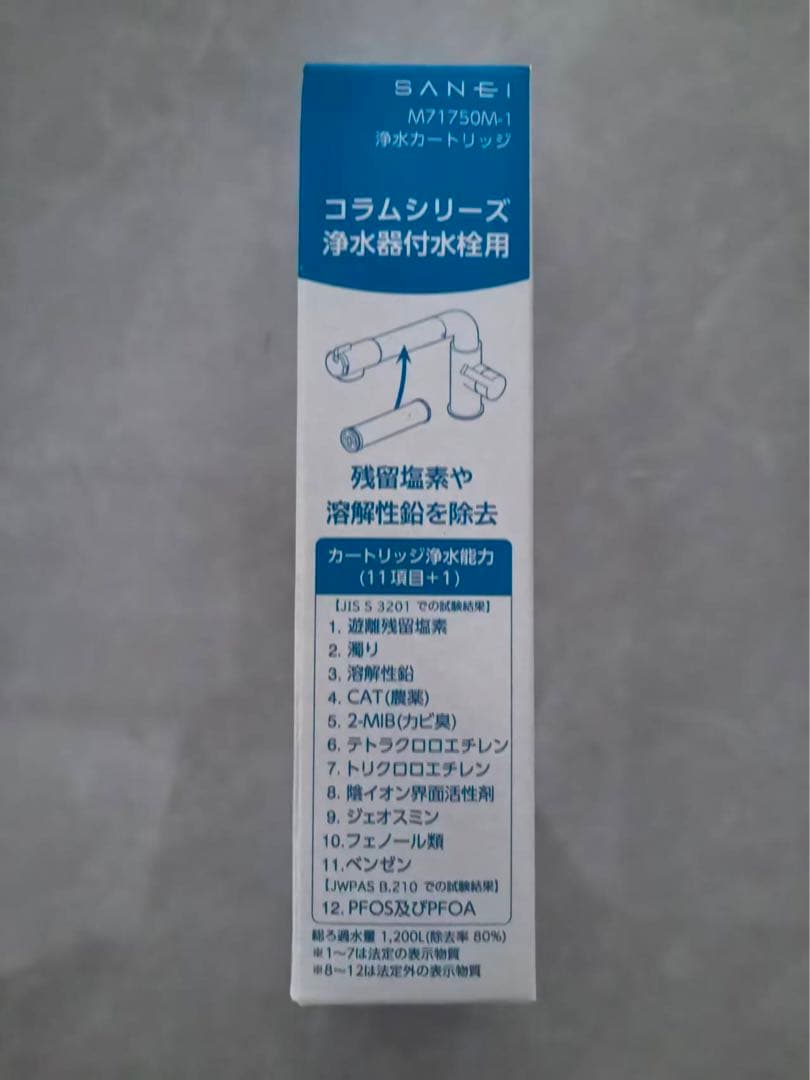 SANEI
M71750M-1
浄水カートリッジ
コラムシリーズ
浄水器付水栓用
残留塩素や
溶解性鉛を除去
カートリッジ浄水能力
(11項目+1)
【JIS S 3201 での試験結果】
1. 遊離残留塩素
2. 濁り
3. 溶解性鉛
4. CAT(農薬)
5. 2-MIB(カビ臭)
6. テトラクロロエチレン
7. トリクロロエチレン
8. 陰イオン界面活性剤
9. ジェオスミン
10.フェノール類
11.ベンゼン
【JWPAS B.210 での試験結果】
12. PFOS及びPFOA
総ろ過水量 1,200L(除去率 80%)
※1〜7は法定の表示物質
※8〜12は法定外の表示物質